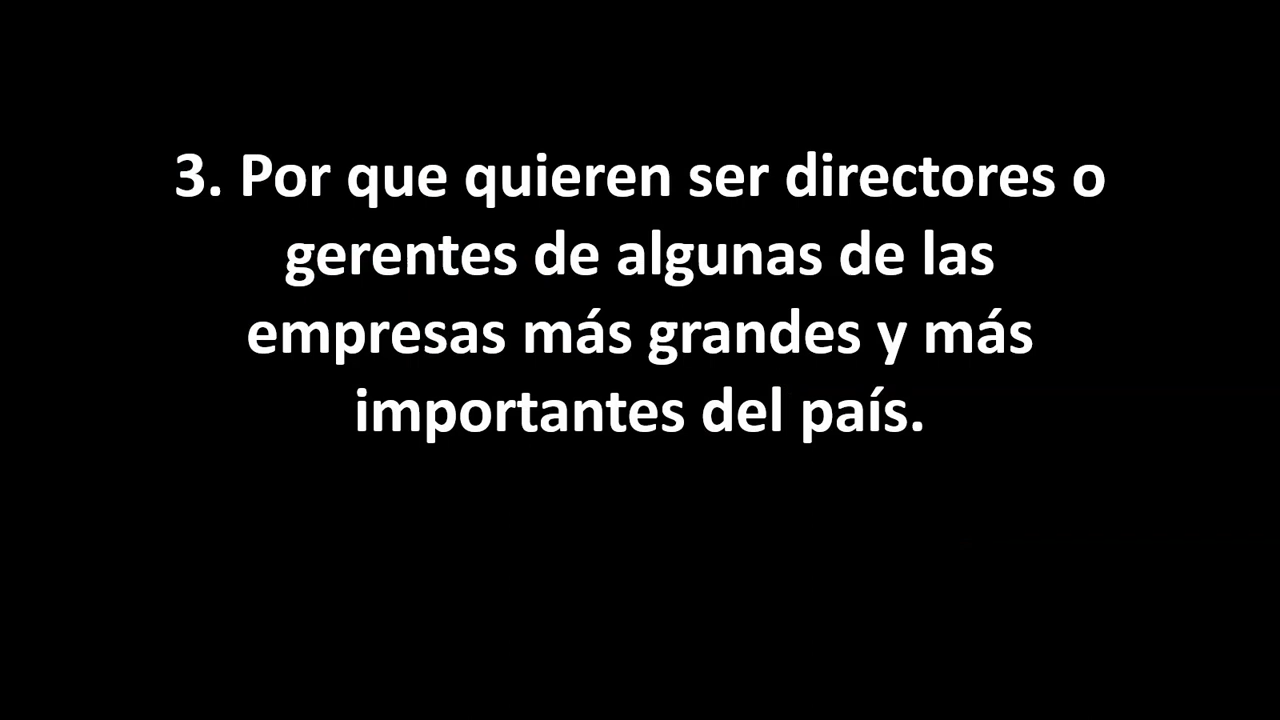 3. Por que quieren ser directores o
gerentes de algunas de las
empresas más grandes y más
importantes del país.